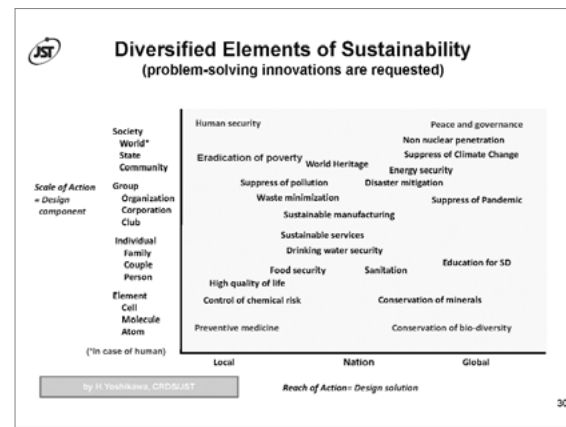 JST
Diversified Elements of Sustainability
(problem-solving innovations are requested)
Human security
Peace and governance
Society
Non nuclear penetration
World*
Eradication of poverty
World Heritage
Suppress of Climate Change
State
Community
Energy security
Scale of Action
= Design
component
Group
Suppress of pollution
Disaster mitigation
Organization
Waste minimization
Suppress of Pandemic
Corporation
Sustainable manufacturing
Club
Sustainable services
Individual
Drinking water security
Family
Couple
Food security
Sanitation
Education for SD
Person
High quality of life
Element
Control of chemical risk
Conservation of minerals
Cell
Molecule
Atom
Preventive medicine
Conservation of bio-diversity
(*In case of human)
Local
Nation
Global
by H.Yoshikawa, CRDS/JST
Reach of Action= Design solution
30